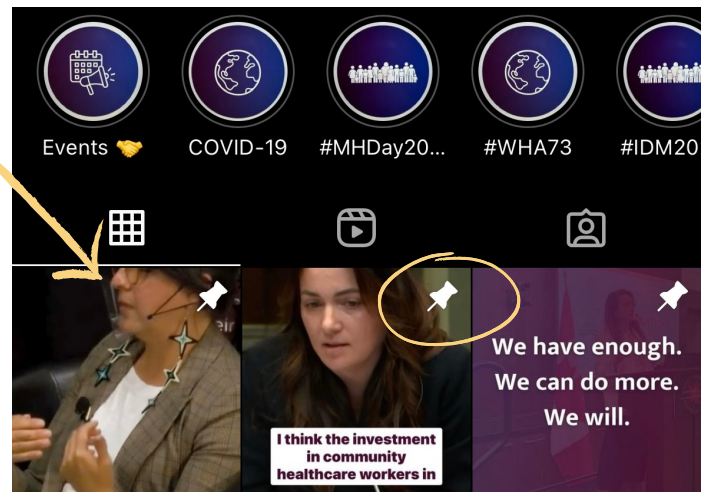 Events 🤝
COVID-19
#MHDay20...
#WHA73
#IDM20
I think the investment
in community
healthcare workers in
We have enough.
We can do more.
We will.